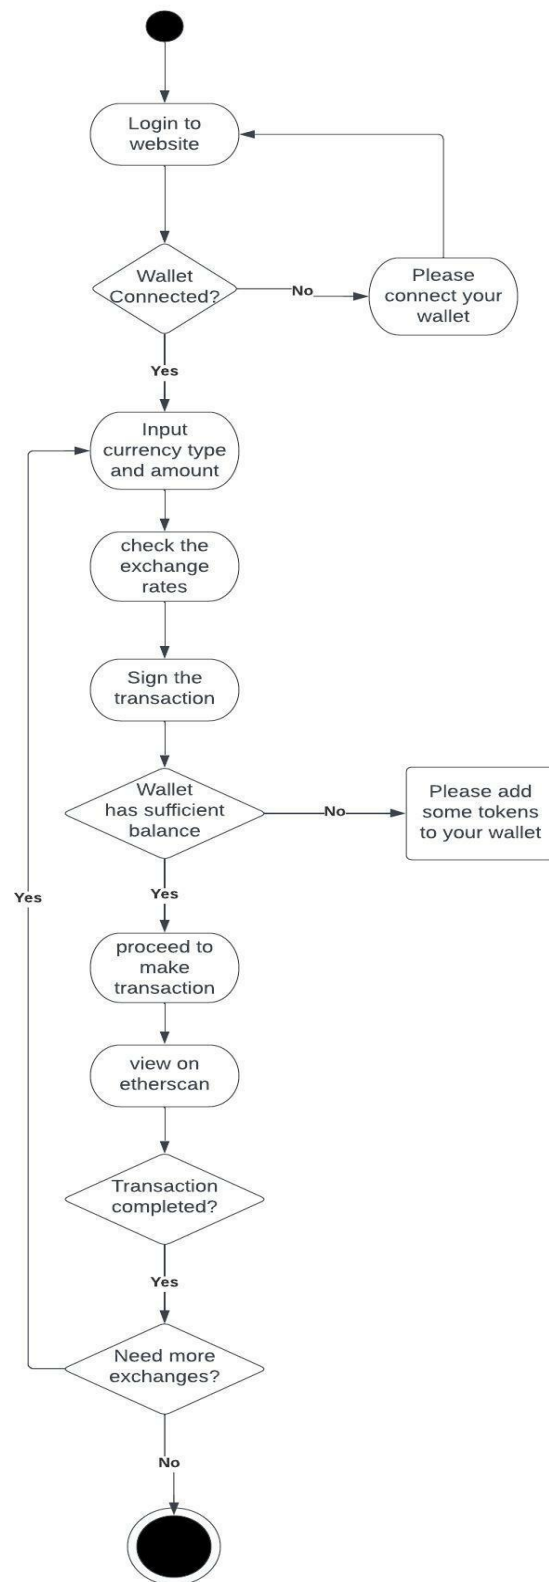 Login to
website
Wallet
Connected?
No
Please
connect your
wallet
Yes
Input
currency type
and amount
check the
exchange
rates
Sign the
transaction
Wallet
has sufficient
balance
No
Please add
some tokens
to your wallet
Yes
Yes
proceed to
make
transaction
view on
etherscan
Transaction
completed?
Yes
Need more
exchanges?
No